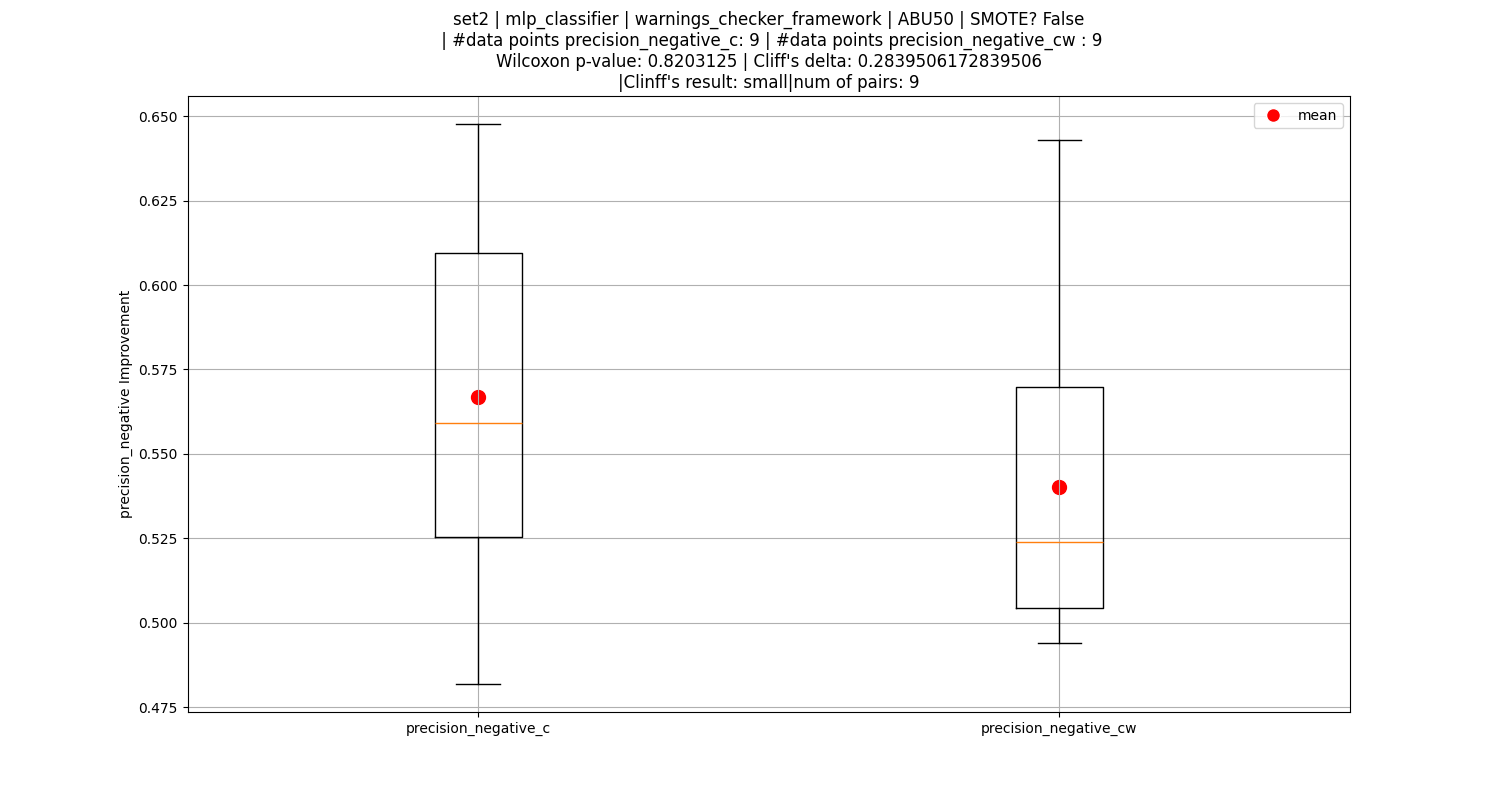 set2 | mlp_classifier | warnings_checker_framework | ABU50 | SMOTE? False
| #data points precision_negative_c: 9 | #data points precision_negative_cw : 9
Wilcoxon p-value: 0.8203125 | Cliff's delta: 0.2839506172839506
|Clinff's result: small|num of pairs: 9
mean
precision_negative Improvement
0.650
0.625
0.600
0.575
0.550
0.525
0.500
0.475
precision_negative_c
precision_negative_cw